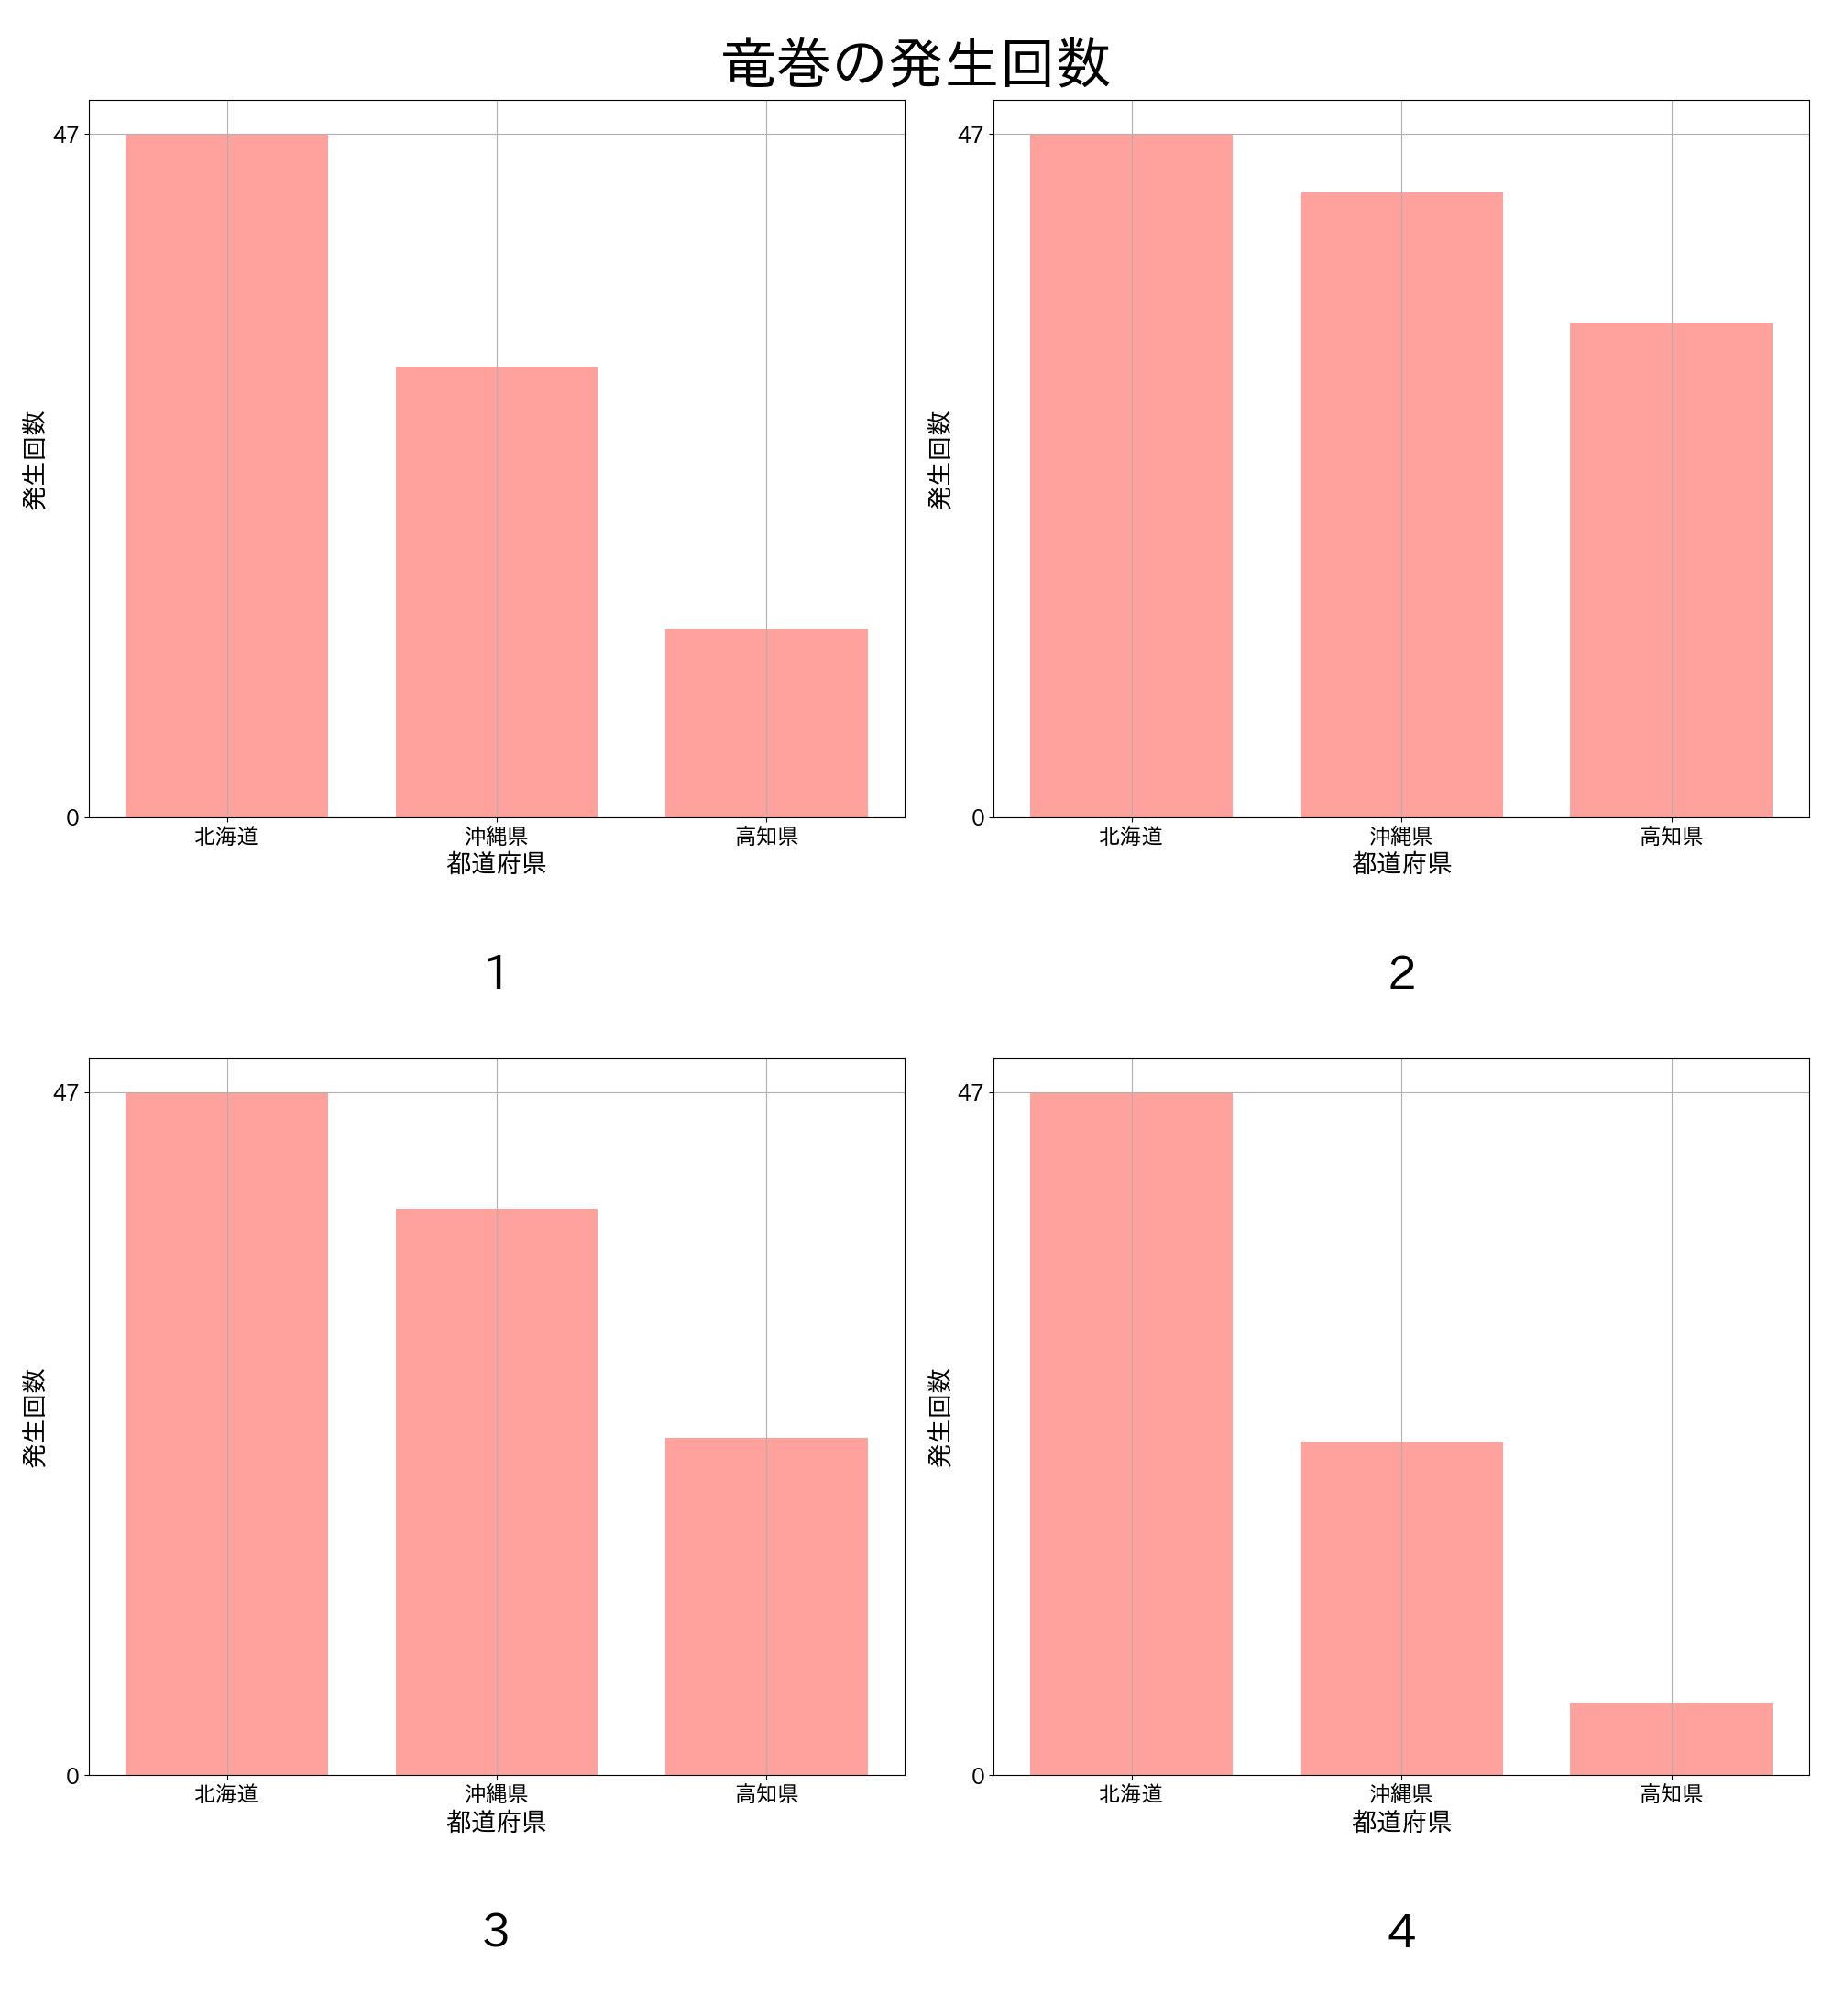 竜巻の発生回数
47
0
発生回数
北海道 沖縄県 高知県
都道府県
1
47
0
発生回数
北海道 沖縄県 高知県
都道府県
2
47
0
発生回数
北海道 沖縄県 高知県
都道府県
3
47
0
発生回数
北海道 沖縄県 高知県
都道府県
4